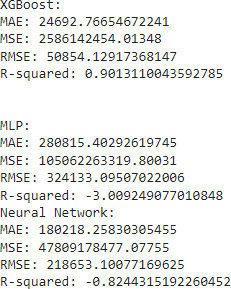 XGBoost:
MAE: 24692.76654672241
MSE: 2586142454.01348
RMSE: 50854.12917368147
R-squared: 0.9013110043592785
MLP:
MAE: 280815.40292619745
MSE: 105062263319.80031
RMSE: 324133.09507022006
R-squared: -3.009249077010848
Neural Network:
MAE: 180218.25830305455
MSE: 47809178477.07755
RMSE: 218653.10077169625
R-squared: -0.8244315192260452